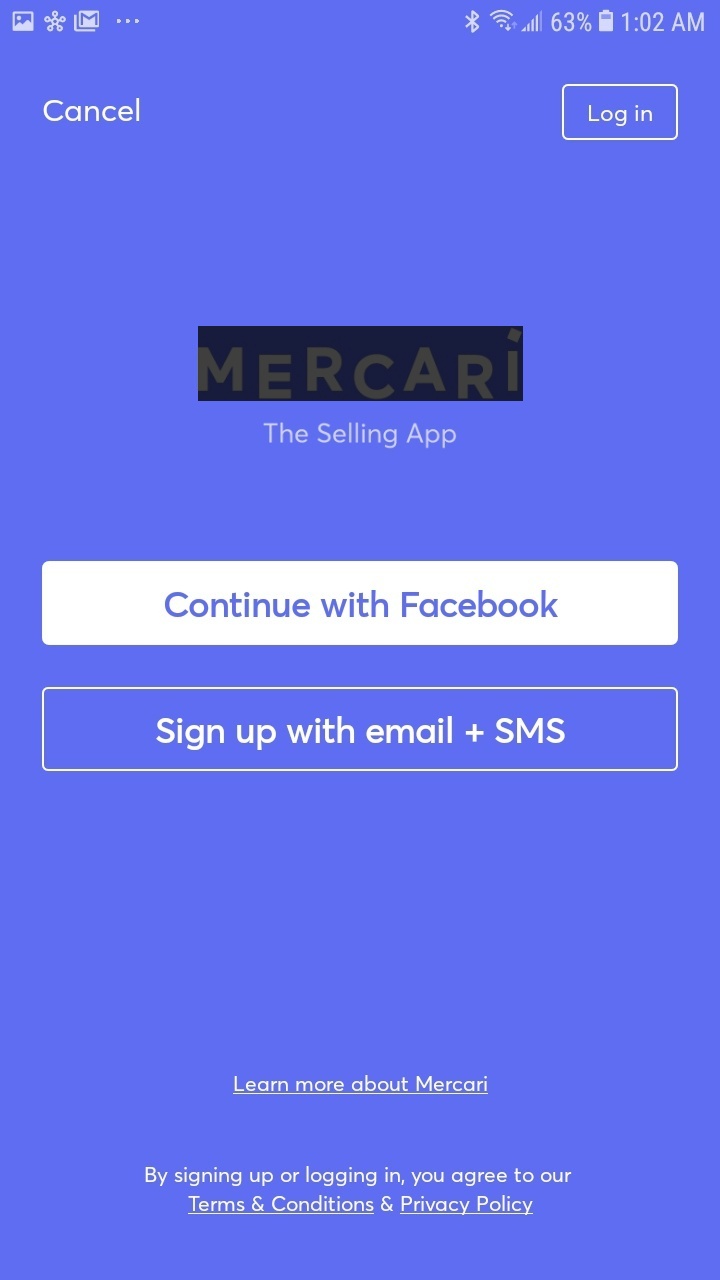 63% 1:02 AM
Cancel
Log in
MERCARI
The Selling App
Continue with Facebook
Sign up with email + SMS
Learn more about Mercari
By signing up or logging in, you agree to our
Terms & Conditions & Privacy Policy